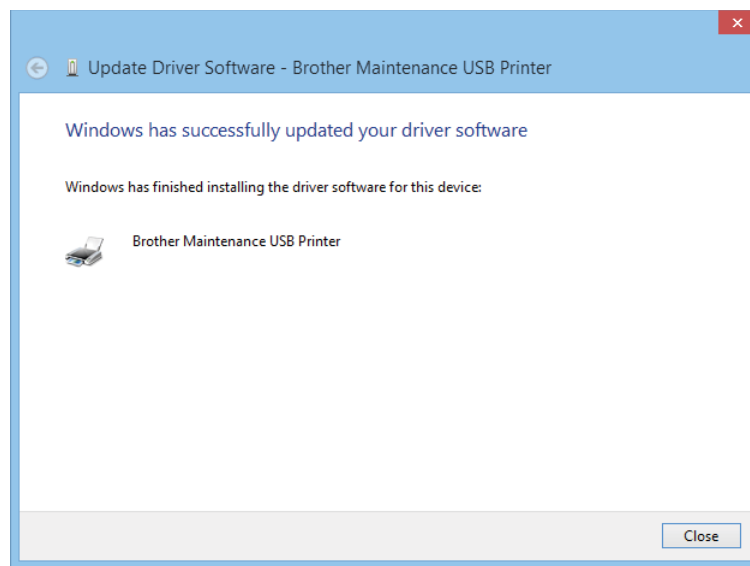 Update Driver Software - Brother Maintenance USB Printer
Windows has successfully updated your driver software
Windows has finished installing the driver software for this device:
Brother Maintenance USB Printer
Close